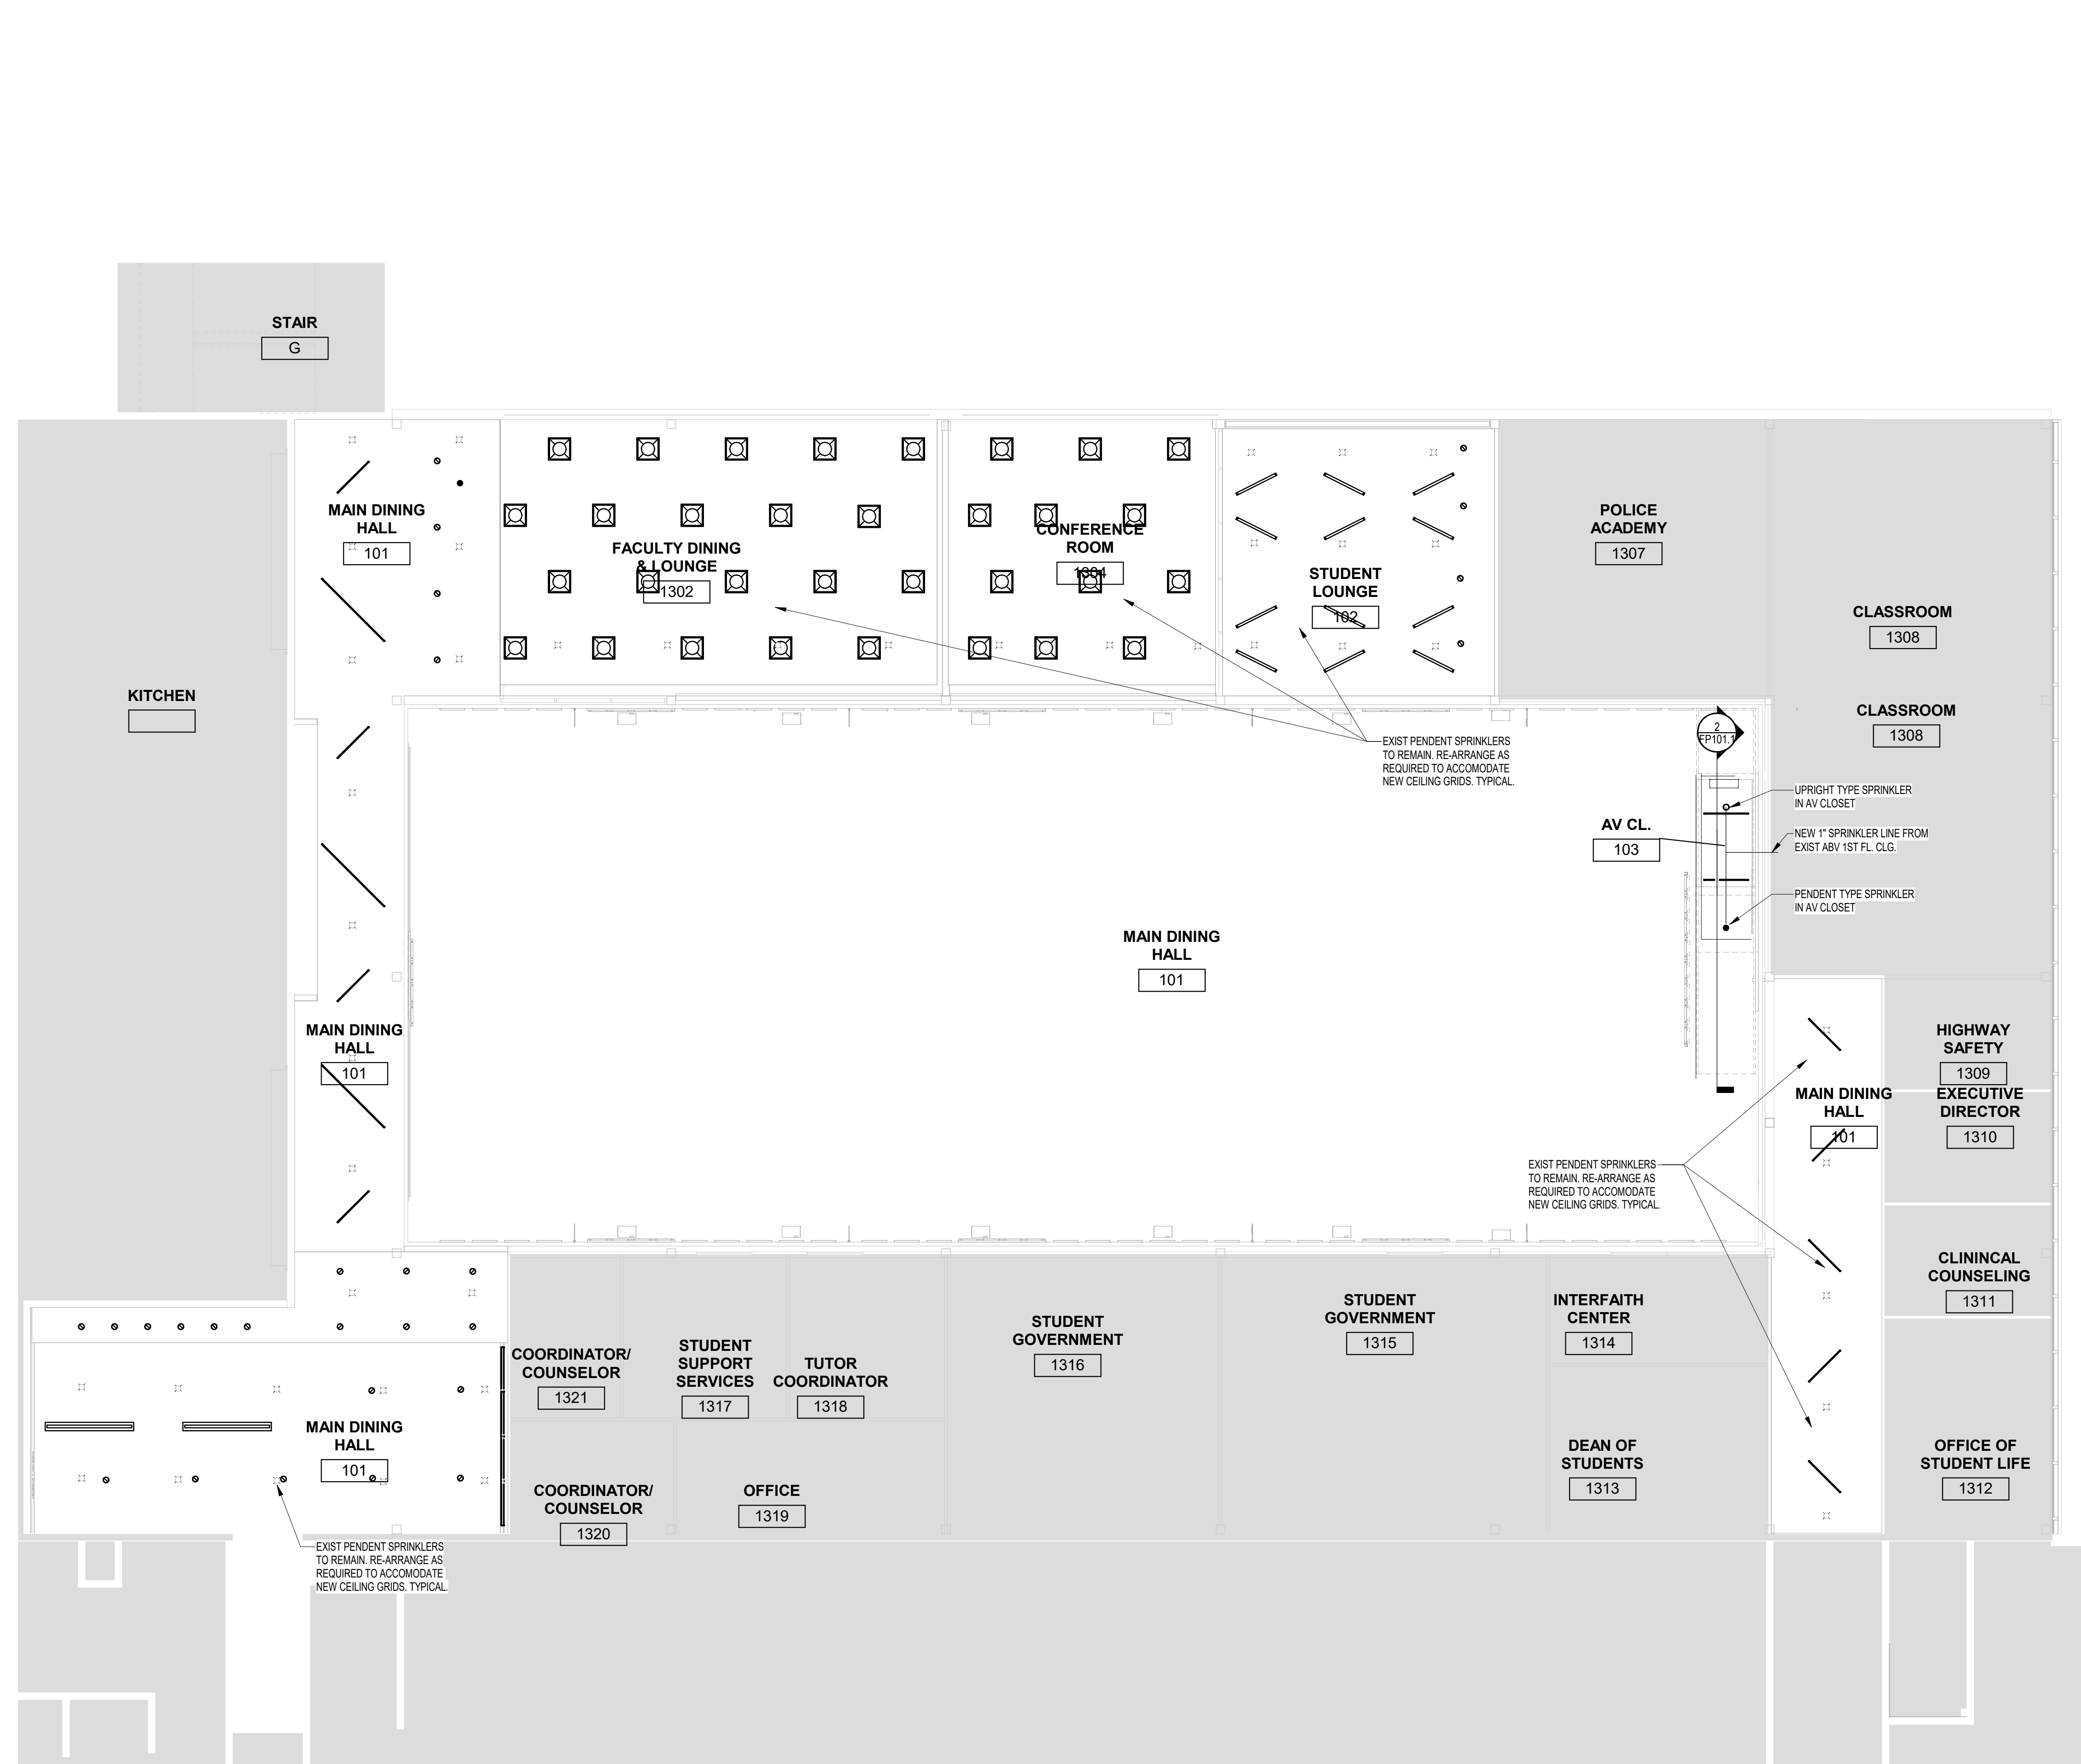 STAIR
G
MAIN DINING
HALL
101
FACULTY DINING
& LOUNGE
1302
CONFERENCE
ROOM
1304
STUDENT
LOUNGE
102
POLICE
ACADEMY
1307
CLASSROOM
1308
KITCHEN
CLASSROOM
1308
2
FP101.1
EXIST PENDENT SPRINKLERS
TO REMAIN. RE-ARRANGE AS
REQUIRED TO ACCOMODATE
NEW CEILING GRIDS. TYPICAL.
UPRIGHT TYPE SPRINKLER
IN AV CLOSET
AV CL.
103
NEW 1" SPRINKLER LINE FROM
EXIST ABV 1ST FL. CLG.
PENDENT TYPE SPRINKLER
IN AV CLOSET
MAIN DINING
HALL
101
MAIN DINING
HALL
101
HIGHWAY
SAFETY
1309
MAIN DINING
HALL
101
EXECUTIVE
DIRECTOR
1310
EXIST PENDENT SPRINKLERS
TO REMAIN. RE-ARRANGE AS
REQUIRED TO ACCOMODATE
NEW CEILING GRIDS. TYPICAL.
CLININCAL
COUNSELING
1311
COORDINATOR/
COUNSELOR
1321
STUDENT
SUPPORT
SERVICES
1317
TUTOR
COORDINATOR
1318
STUDENT
GOVERNMENT
1316
STUDENT
GOVERNMENT
1315
INTERFAITH
CENTER
1314
MAIN DINING
HALL
101
COORDINATOR/
COUNSELOR
1320
OFFICE
1319
DEAN OF
STUDENTS
1313
OFFICE OF
STUDENT LIFE
1312
EXIST PENDENT SPRINKLERS
TO REMAIN. RE-ARRANGE AS
REQUIRED TO ACCOMODATE
NEW CEILING GRIDS. TYPICAL.